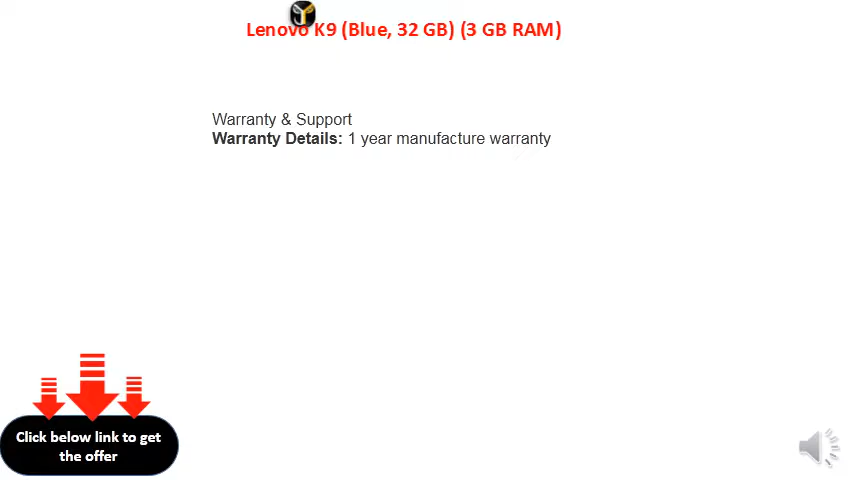 Lenovo K9 (Blue, 32 GB) (3 GB RAM)
Warranty & Support
Warranty Details: 1 year manufacture warranty
Click below link to get
the offer